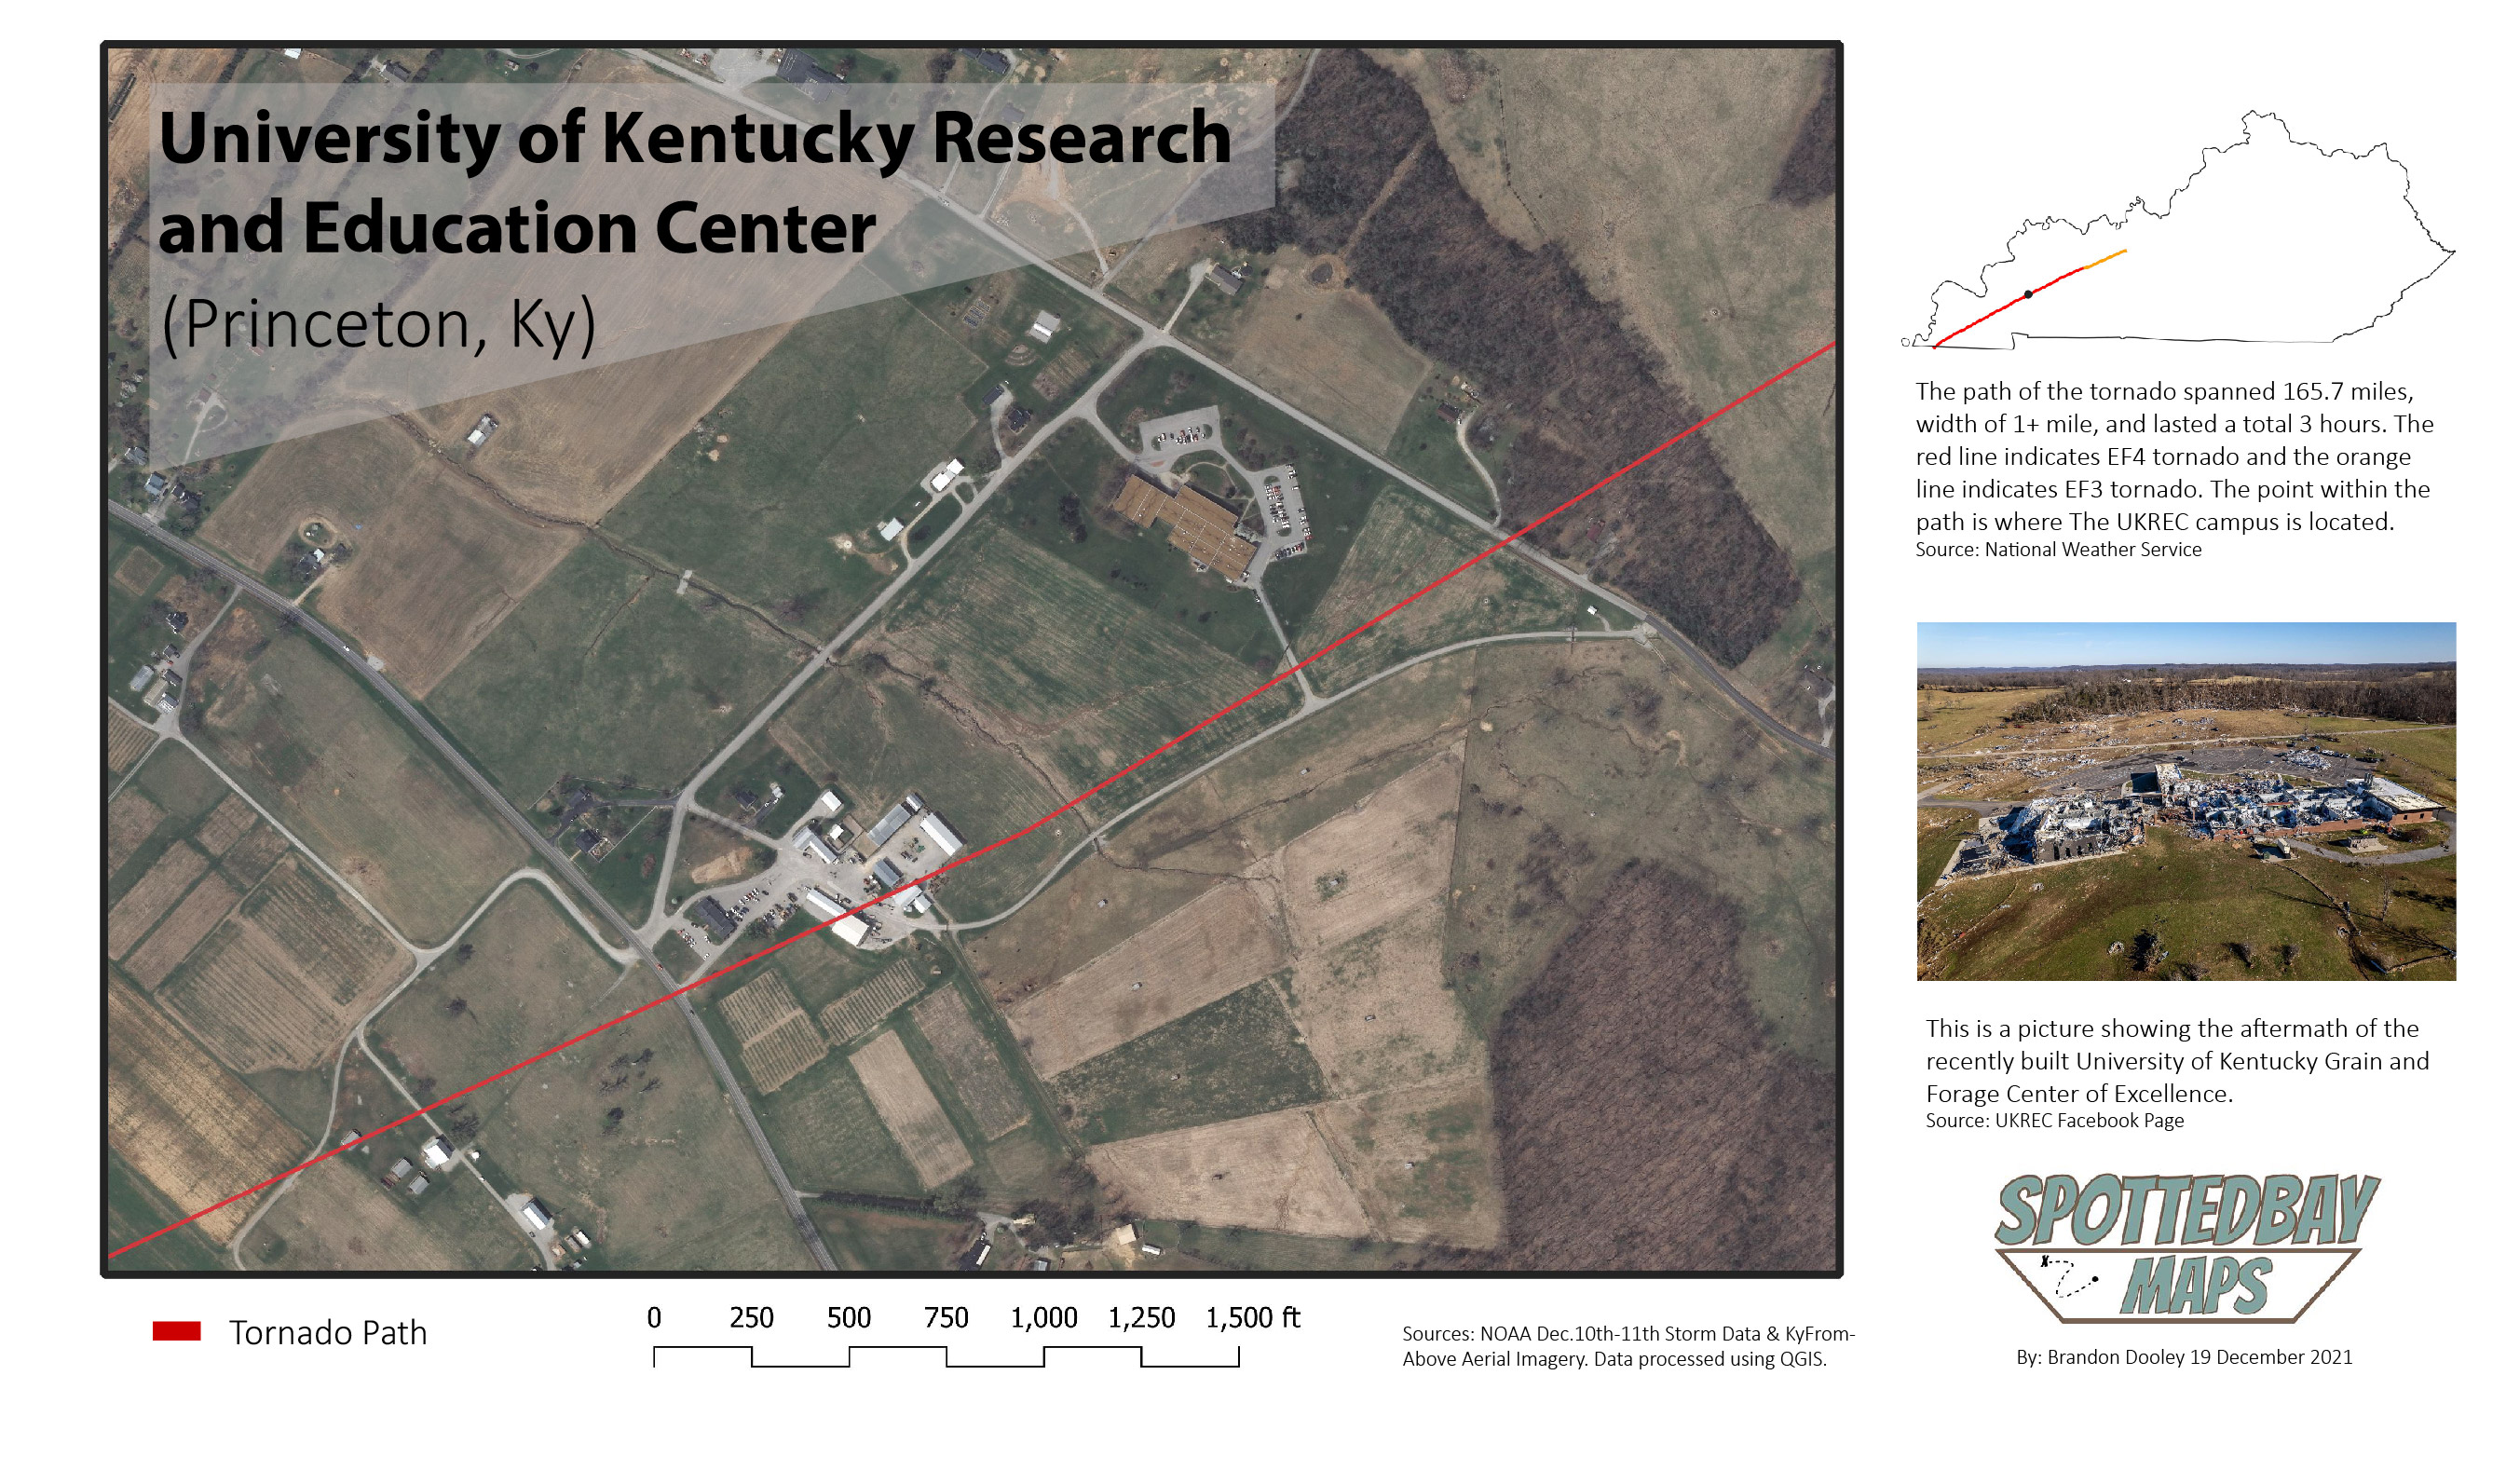 University of Kentucky Research
and Education Center
(Princeton, Ky)
The path of the tornado spanned 165.7 miles,
width of 1+ mile, and lasted a total 3 hours. The
red line indicates EF4 tornado and the orange
line indicates EF3 tornado. The point within the
path is where The UKREC campus is located.
Source: National Weather Service
This is a picture showing the aftermath of the
recently built University of Kentucky Grain and
Forage Center of Excellence.
Source: UKREC Facebook Page
SPOTTEDBAY
MAPS
By: Brandon Dooley 19 December 2021
Tornado Path
0 250 500 750 1,000 1,250 1,500 ft
Sources: NOAA Dec.10th-11th Storm Data & KyFrom-
Above Aerial Imagery. Data processed using QGIS.